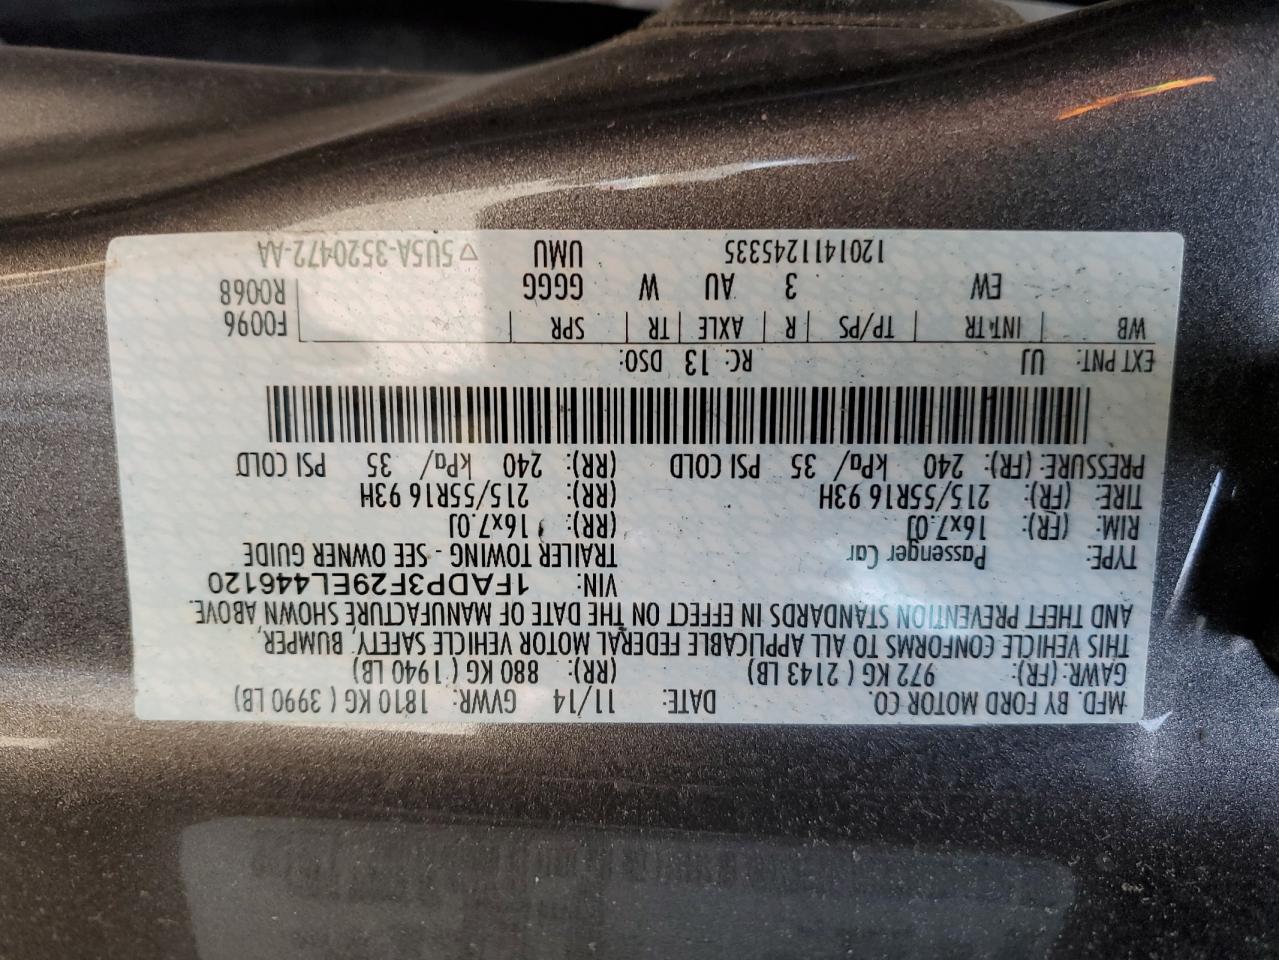 MFD. BY FORD MOTOR CO. DATE: 11/14 GVWR: 1810 KG ( 3990 LB)
GAWR: (FR): 972 KG ( 2143 LB) (RR): 880 KG ( 1940 LB)
THIS VEHICLE CONFORMS TO ALL APPLICABLE FEDERAL MOTOR VEHICLE SAFETY, BUMPER,
AND THEFT PREVENTION STANDARDS IN EFFECT ON THE DATE OF MANUFACTURE SHOWN ABOVE.
VIN: 1FADP3F29EL446120
TYPE: Passenger Car TRAILER TOWING - SEE OWNER GUIDE
RIM: (FR): 16x7.0J (RR): 16x7.0J
TIRE: (FR): 215/55R16 93H (RR): 215/55R16 93H
PRESSURE: (FR): 240 kPa/ 35 PSI COLD (RR): 240 kPa/ 35 PSI COLD
EXT PNT: UJ RC: 13 DSO:
WB INT-TR TP/PS R AXLE TR SPR F0096
EW 3 AU W GGGG R0068
12014112453​35 UMU ▽ 5U5A-3520472-AA